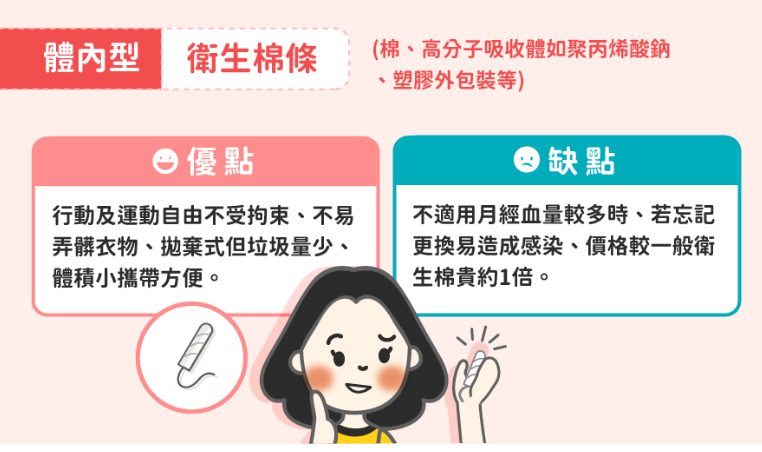 體內型 衛生棉條
(棉、高分子吸收體如聚丙烯酸鈉
、塑膠外包裝等)
優點
行動及運動自由不受拘束、不易
弄髒衣物、拋棄式但垃圾量少、
體積小攜帶方便。
缺點
不適用月經血量較多時、若忘記
更換易造成感染、價格較一般衛
生棉貴約1倍。